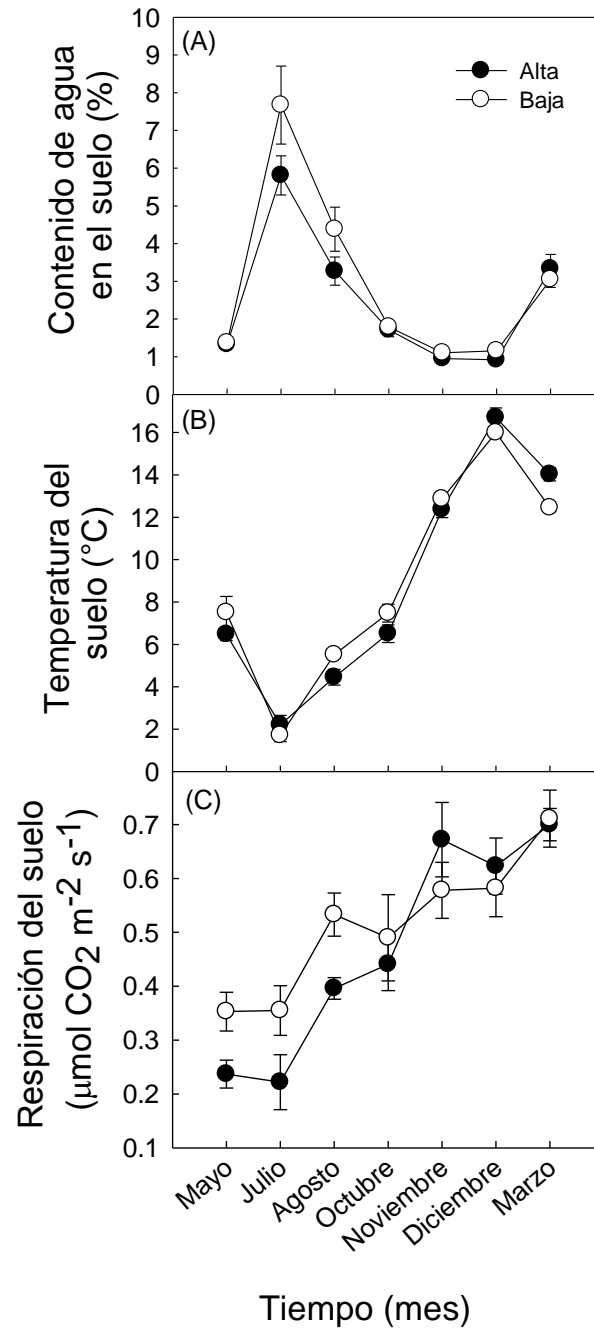 (A)
Alta
Baja
Contenido de agua
en el suelo (%)
10
9
8
7
6
5
4
3
2
1
0
(B)
Temperatura del
suelo (°C)
16
14
12
10
8
6
4
2
0
(C)
Respiración del suelo
(μmol CO2 m-2 s-1)
0.7
0.6
0.5
0.4
0.3
0.2
0.1
Mayo
Julio
Agosto
Octubre
Noviembre
Diciembre
Marzo
Tiempo (mes)